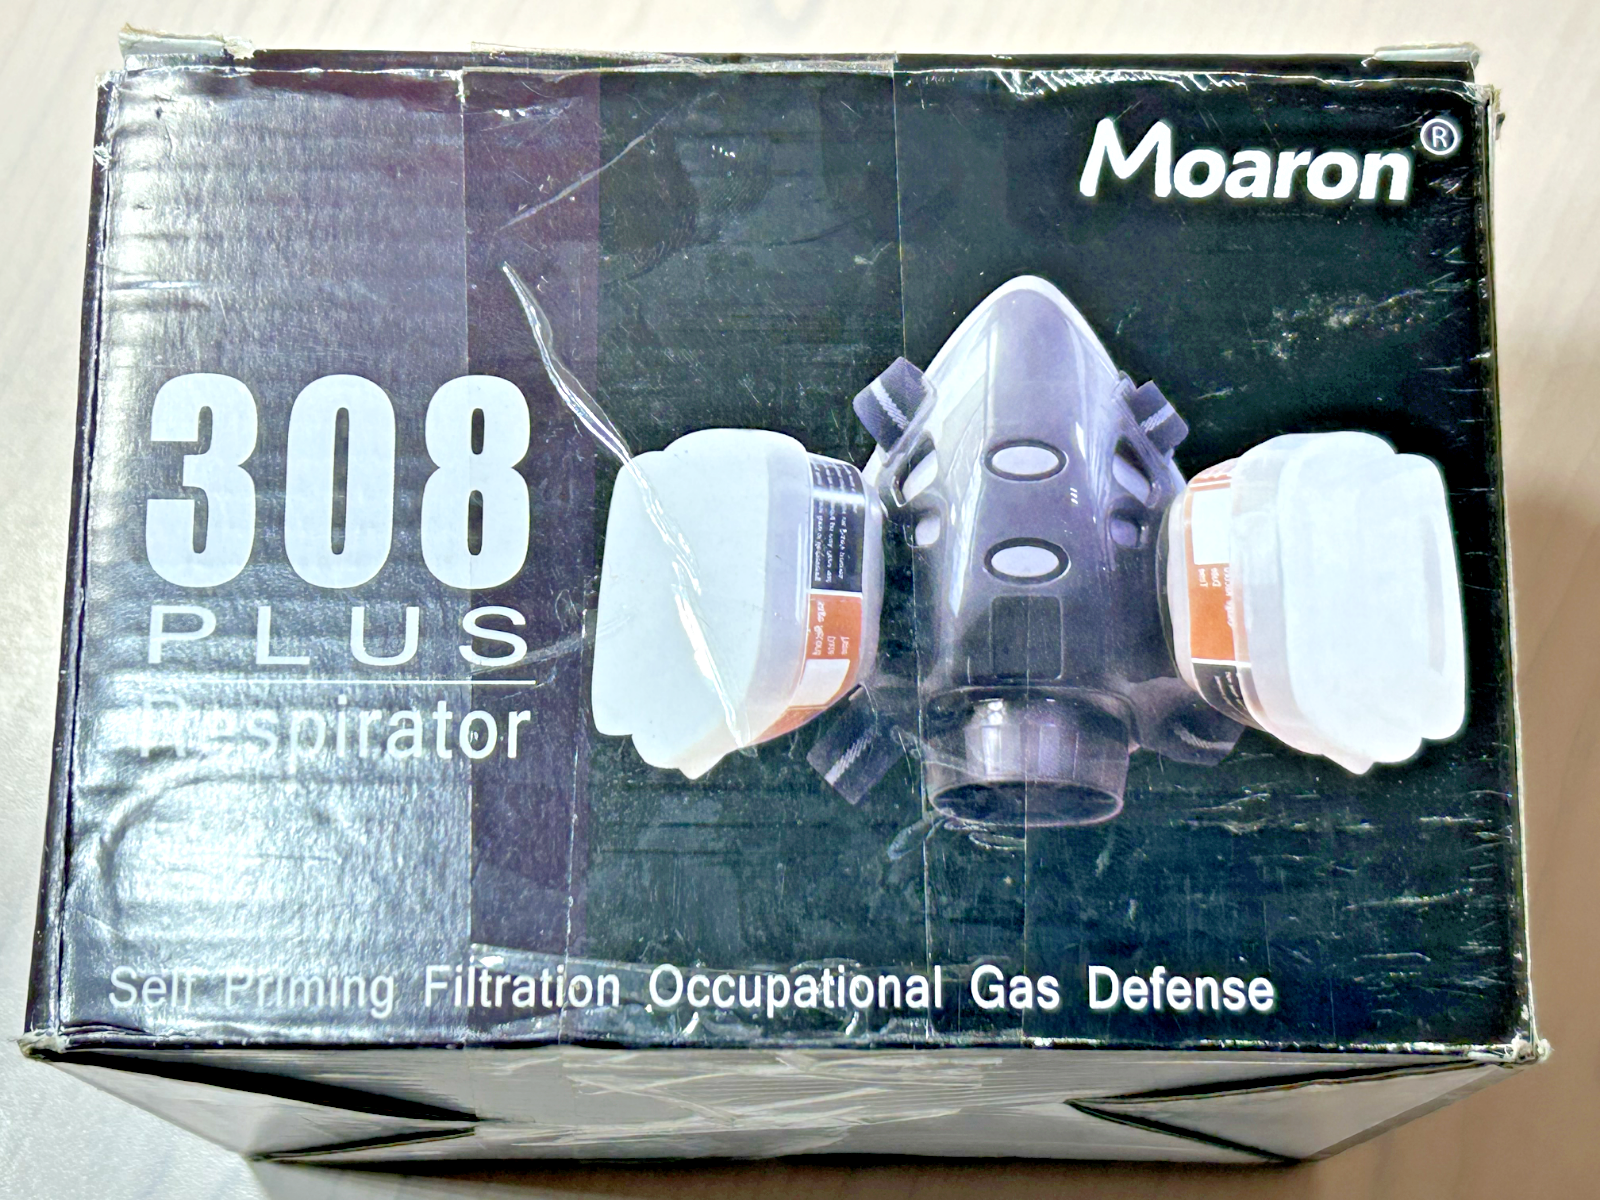 Moaron®
308
PLUS
Respirator
Self Priming Filtration Occupational Gas Defense